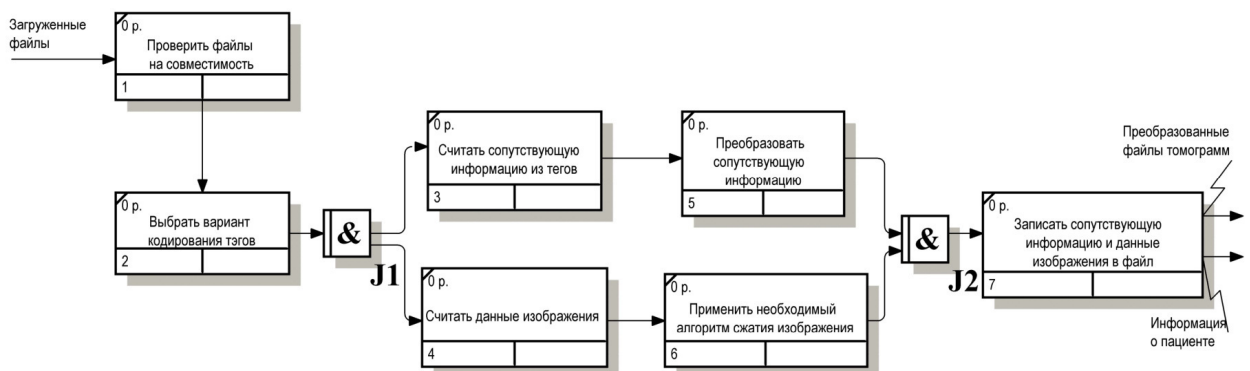 Загруженные
файлы
0 р.
Проверить файлы
на совместимость
1
0 р.
Выбрать вариант
кодирования тэгов
2
&
J1
0 р.
Считать сопутствующую
информацию из тегов
3
0 р.
Считать данные изображения
4
0 р.
Преобразовать
сопутствующую
информацию
5
0 р.
Применить необходимый
алгоритм сжатия изображения
6
&
J2
0 р.
Записать сопутствующую
информацию и данные
изображения в файл
7
Преобразованные
файлы томограмм
Информация
о пациенте